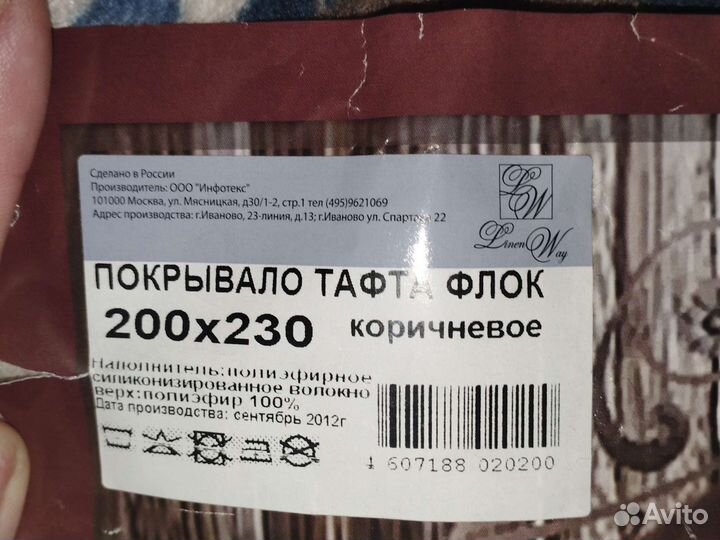 Сделано в России
Производитель: ООО "Инфотекс"
101000 Москва, ул. Мясницкая, д30/1-2, стр.1 тел (495)9621069
Адрес производства: г.Иваново, 23-линия, д.13; г.Иваново ул. Спартака 22
LW
Linen Way
ПОКРЫВАЛО ТАФТА ФЛОК
200х230 коричневое
Наполнитель:полиэфирное
силиконизированное волокно
верх:полиэфир 100%
Дата производства: сентябрь 2012г
4 607188 020200
Avito